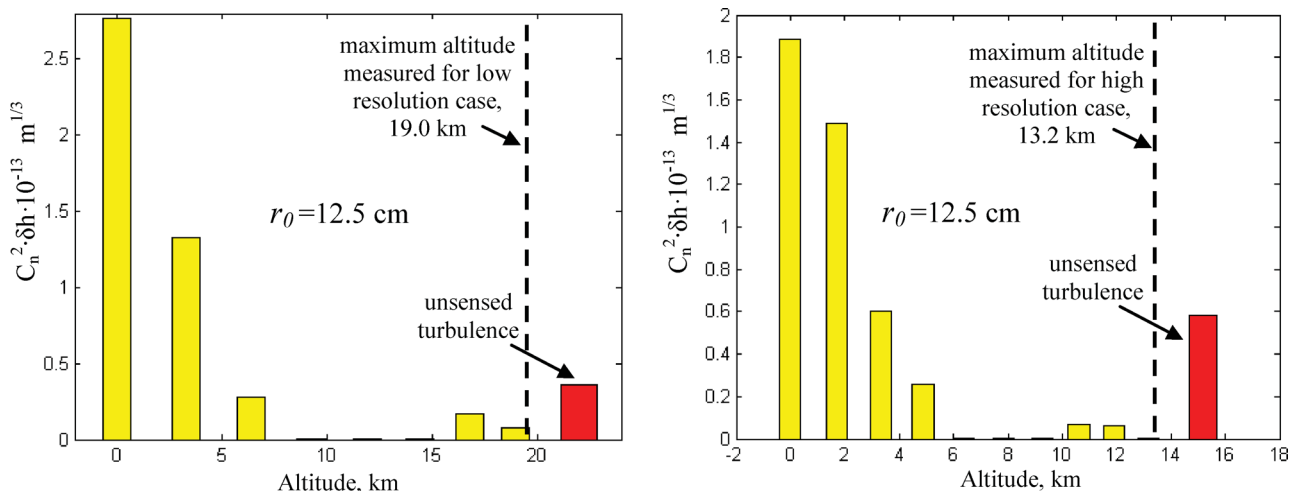 2.5
2
1.5
1
0.5
0
0
5
10
15
20
Altitude, km
Cn²·δh·10⁻¹³ m¹/³
maximum altitude
measured for low
resolution case,
19.0 km
r0=12.5 cm
unsensed
turbulence
2
1.8
1.6
1.4
1.2
1
0.8
0.6
0.4
0.2
0
-2
0
2
4
6
8
10
12
14
16
18
Altitude, km
Cn²·δh·10⁻¹³ m¹/³
maximum altitude
measured for high
resolution case,
13.2 km
r0=12.5 cm
unsensed
turbulence